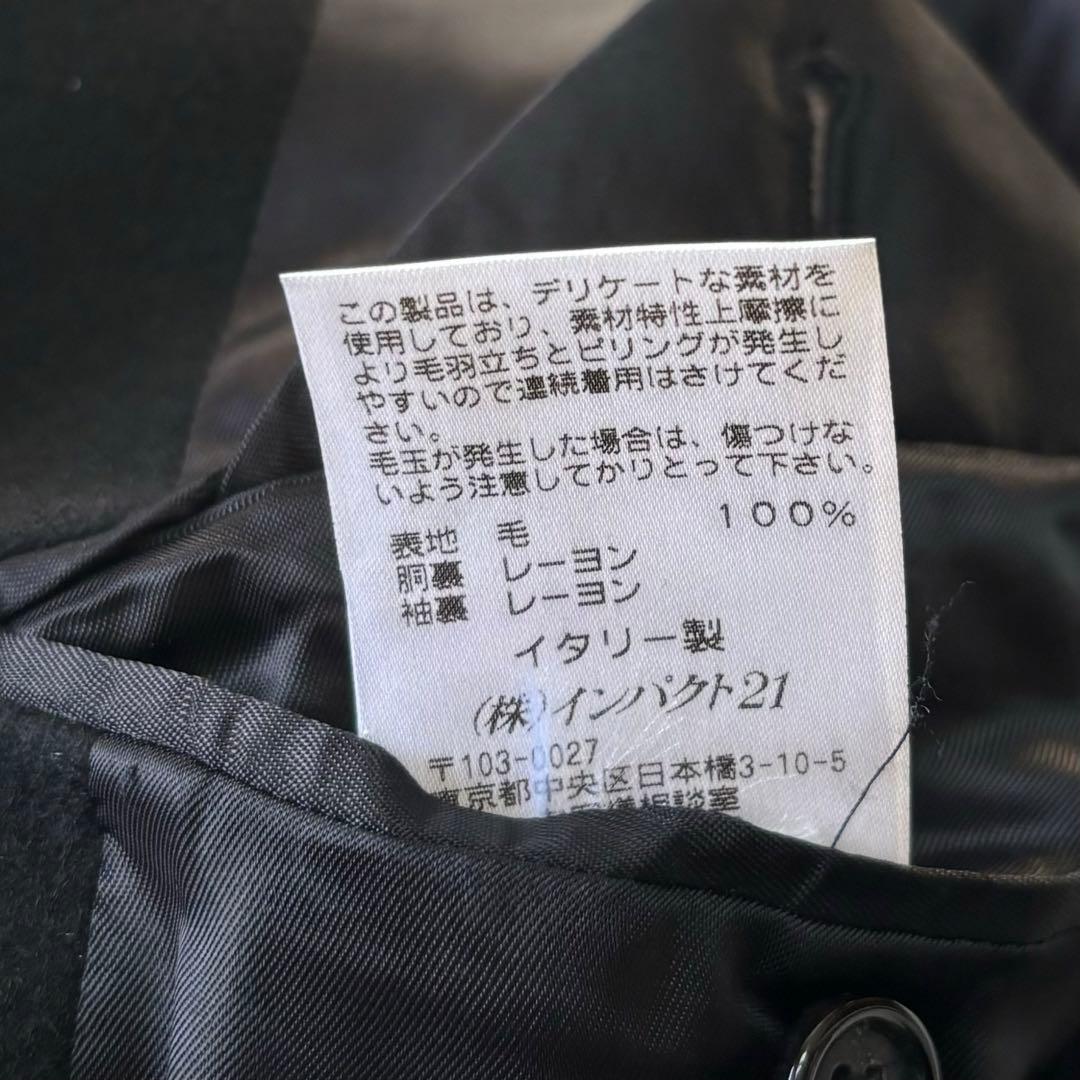 この製品は、デリケートな素材を
使用しており、素材特性上摩擦に
より毛羽立ちとピリングが発生し
やすいので連続着用はさけてくだ
さい。
毛玉が発生した場合は、傷つけな
いよう注意してかりとって下さい。
表地 毛 100%
胴裏 レーヨン
袖裏 レーヨン
イタリー製
(株)インパクト21
〒103-0027
東京都中央区日本橋3-10-5
相談室